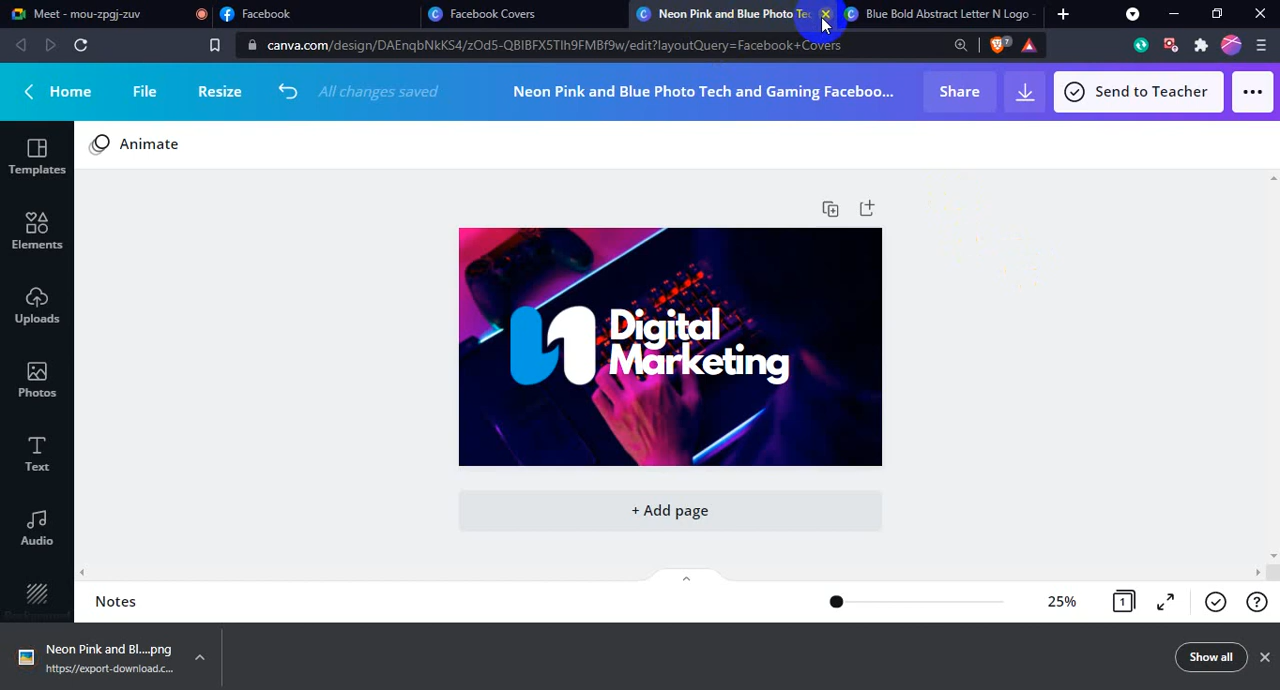 Meet - mou-zpgj-zuv
Facebook
Facebook Covers
Neon Pink and Blue Photo Tec
Blue Bold Abstract Letter N Logo -
canva.com/design/DAEnqbNkKS4/zOd5-QBIBFX5TIh9FMBf9w/edit?layoutQuery=Facebook+Covers
7
Home
File
Resize
All changes saved
Neon Pink and Blue Photo Tech and Gaming Faceboo...
Share
Send to Teacher
Animate
Templates
Elements
Uploads
Photos
Text
Audio
Digital
Marketing
+ Add page
Notes
25%
1
Neon Pink and Bl....png
https://export-download.c...
Show all